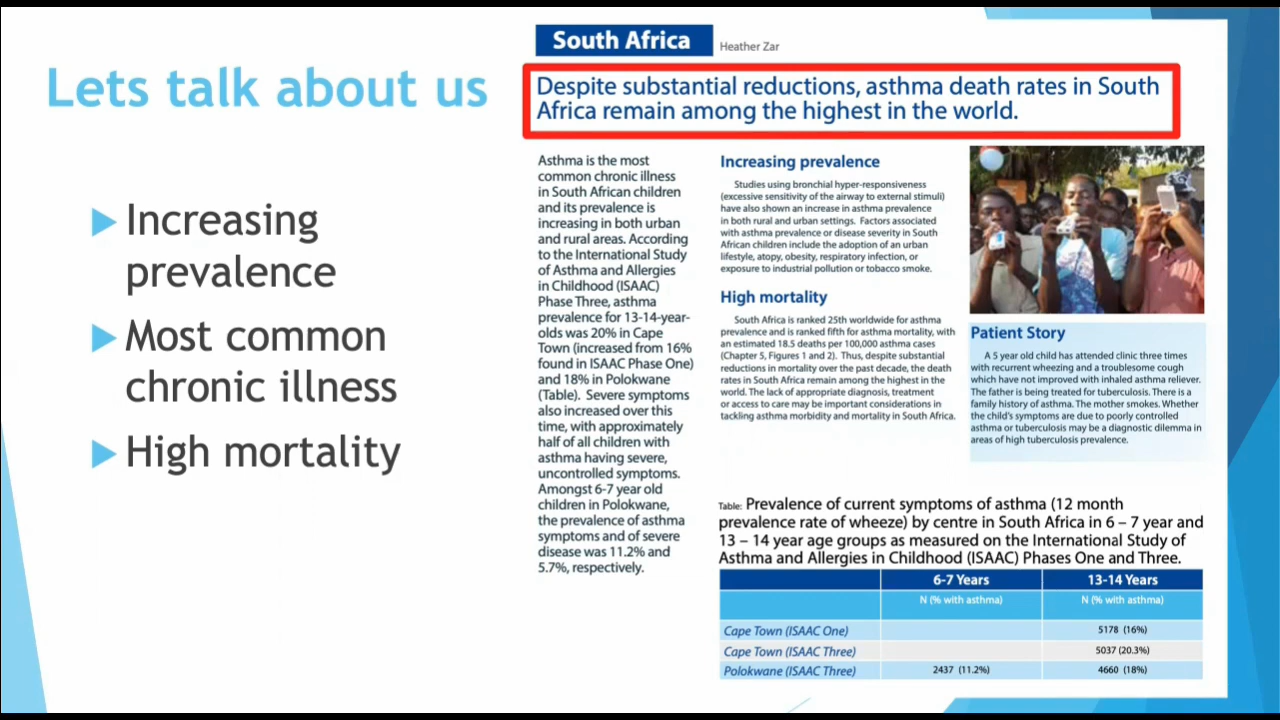 Lets talk about us
Increasing
prevalence
Most common
chronic illness
High mortality
South Africa
Heather Zar
Despite substantial reductions, asthma death rates in South
Africa remain among the highest in the world.
Asthma is the most
common chronic illness
in South African children
and its prevalence is
increasing in both urban
and rural areas. According
to the International Study
of Asthma and Allergies
in Childhood (ISAAC)
Phase Three, asthma
prevalence for 13-14-year-
olds was 20% in Cape
Town (increased from 16%
found in ISAAC Phase One)
and 18% in Polokwane
(Table). Severe symptoms
also increased over this
time, with approximately
half of all children with
asthma having severe,
uncontrolled symptoms.
Amongst 6-7 year old
children in Polokwane,
the prevalence of asthma
symptoms and of severe
disease was 11.2% and
5.7%, respectively.
Increasing prevalence
Studies using bronchial hyper-responsiveness
(excessive sensitivity of the airway to external stimuli)
have also shown an increase in asthma prevalence
in both rural and urban settings. Factors associated
with asthma prevalence or disease severity in South
African children include the adoption of an urban
lifestyle, atopy, obesity, respiratory infection, or
exposure to industrial pollution or tobacco smoke.
High mortality
South Africa is ranked 25th worldwide for asthma
prevalence and is ranked fifth for asthma mortality, with
an estimated 18.5 deaths per 100,000 asthma cases
(Chapter 5, Figures 1 and 2). Thus, despite substantial
reductions in mortality over the past decade, the death
rates in South Africa remain among the highest in the
world. The lack of appropriate diagnosis, treatment
or access to care may be important considerations in
tackling asthma morbidity and mortality in South Africa.
Patient Story
A 5 year old child has attended clinic three times
with recurrent wheezing and a troublesome cough
which have not improved with inhaled asthma reliever.
The father is being treated for tuberculosis. There is a
family history of asthma. The mother smokes. Whether
the child's symptoms are due to poorly controlled
asthma or tuberculosis may be a diagnostic dilemma in
areas of high tuberculosis prevalence.
Table: Prevalence of current symptoms of asthma (12 month
prevalence rate of wheeze) by centre in South Africa in 6 – 7 year and
13 – 14 year age groups as measured on the International Study of
Asthma and Allergies in Childhood (ISAAC) Phases One and Three.
6-7 Years 13-14 Years
N (% with asthma) N (% with asthma)
Cape Town (ISAAC One) 5178 (16%)
Cape Town (ISAAC Three) 5037 (20.3%)
Polokwane (ISAAC Three) 2437 (11.2%) 4660 (18%)